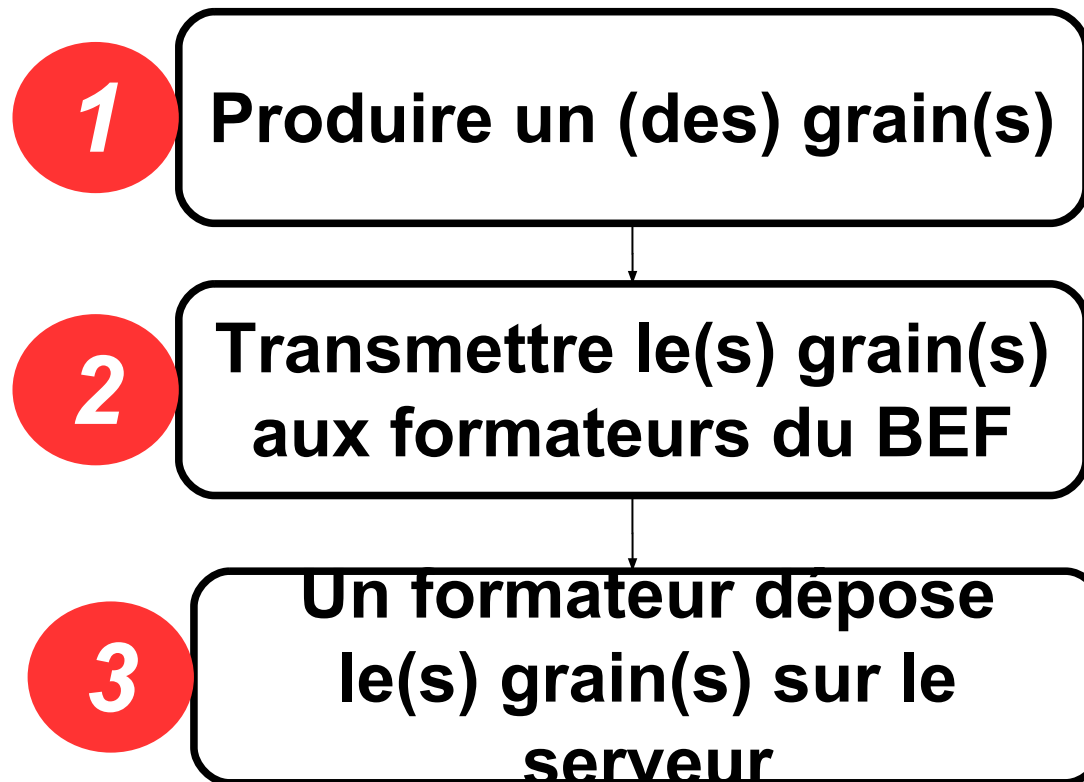 1
Produire un (des) grain(s)
2
Transmettre le(s) grain(s)
aux formateurs du BEF
3
Un formateur dépose
le(s) grain(s) sur le
serveur